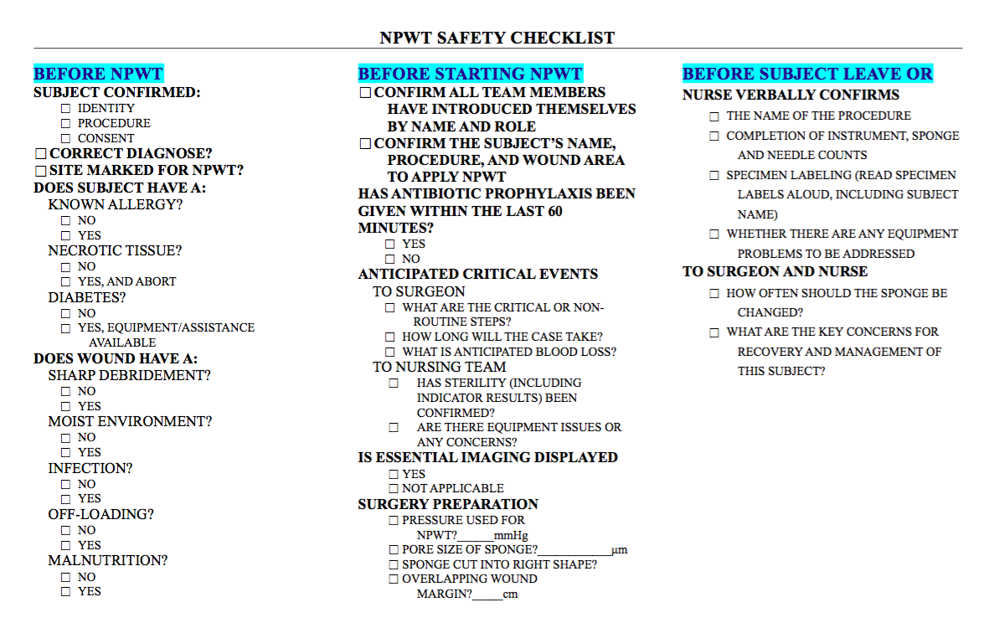 NPWT SAFETY CHECKLIST
BEFORE NPWT
SUBJECT CONFIRMED:
☐ IDENTITY
☐ PROCEDURE
☐ CONSENT
☐ CORRECT DIAGNOSE?
☐ SITE MARKED FOR NPWT?
DOES SUBJECT HAVE A:
KNOWN ALLERGY?
☐ NO
☐ YES
NECROTIC TISSUE?
☐ NO
☐ YES, AND ABORT
DIABETES?
☐ NO
☐ YES, EQUIPMENT/ASSISTANCE
AVAILABLE
DOES WOUND HAVE A:
SHARP DEBRIDEMENT?
☐ NO
☐ YES
MOIST ENVIRONMENT?
☐ NO
☐ YES
INFECTION?
☐ NO
☐ YES
OFF-LOADING?
☐ NO
☐ YES
MALNUTRITION?
☐ NO
☐ YES
BEFORE STARTING NPWT
☐ CONFIRM ALL TEAM MEMBERS
HAVE INTRODUCED THEMSELVES
BY NAME AND ROLE
☐ CONFIRM THE SUBJECT’S NAME,
PROCEDURE, AND WOUND AREA
TO APPLY NPWT
HAS ANTIBIOTIC PROPHYLAXIS BEEN
GIVEN WITHIN THE LAST 60
MINUTES?
☐ YES
☐ NO
ANTICIPATED CRITICAL EVENTS
TO SURGEON
☐ WHAT ARE THE CRITICAL OR NON-
ROUTINE STEPS?
☐ HOW LONG WILL THE CASE TAKE?
☐ WHAT IS ANTICIPATED BLOOD LOSS?
TO NURSING TEAM
☐ HAS STERILITY (INCLUDING
INDICATOR RESULTS) BEEN
CONFIRMED?
☐ ARE THERE EQUIPMENT ISSUES OR
ANY CONCERNS?
IS ESSENTIAL IMAGING DISPLAYED
☐ YES
☐ NOT APPLICABLE
SURGERY PREPARATION
☐ PRESSURE USED FOR
NPWT?______mmHg
☐ PORE SIZE OF SPONGE?____________μm
☐ SPONGE CUT INTO RIGHT SHAPE?
☐ OVERLAPPING WOUND
MARGIN?_____cm
BEFORE SUBJECT LEAVE OR
NURSE VERBALLY CONFIRMS
☐ THE NAME OF THE PROCEDURE
☐ COMPLETION OF INSTRUMENT, SPONGE
AND NEEDLE COUNTS
☐ SPECIMEN LABELING (READ SPECIMEN
LABELS ALOUD, INCLUDING SUBJECT
NAME)
☐ WHETHER THERE ARE ANY EQUIPMENT
PROBLEMS TO BE ADDRESSED
TO SURGEON AND NURSE
☐ HOW OFTEN SHOULD THE SPONGE BE
CHANGED?
☐ WHAT ARE THE KEY CONCERNS FOR
RECOVERY AND MANAGEMENT OF
THIS SUBJECT?